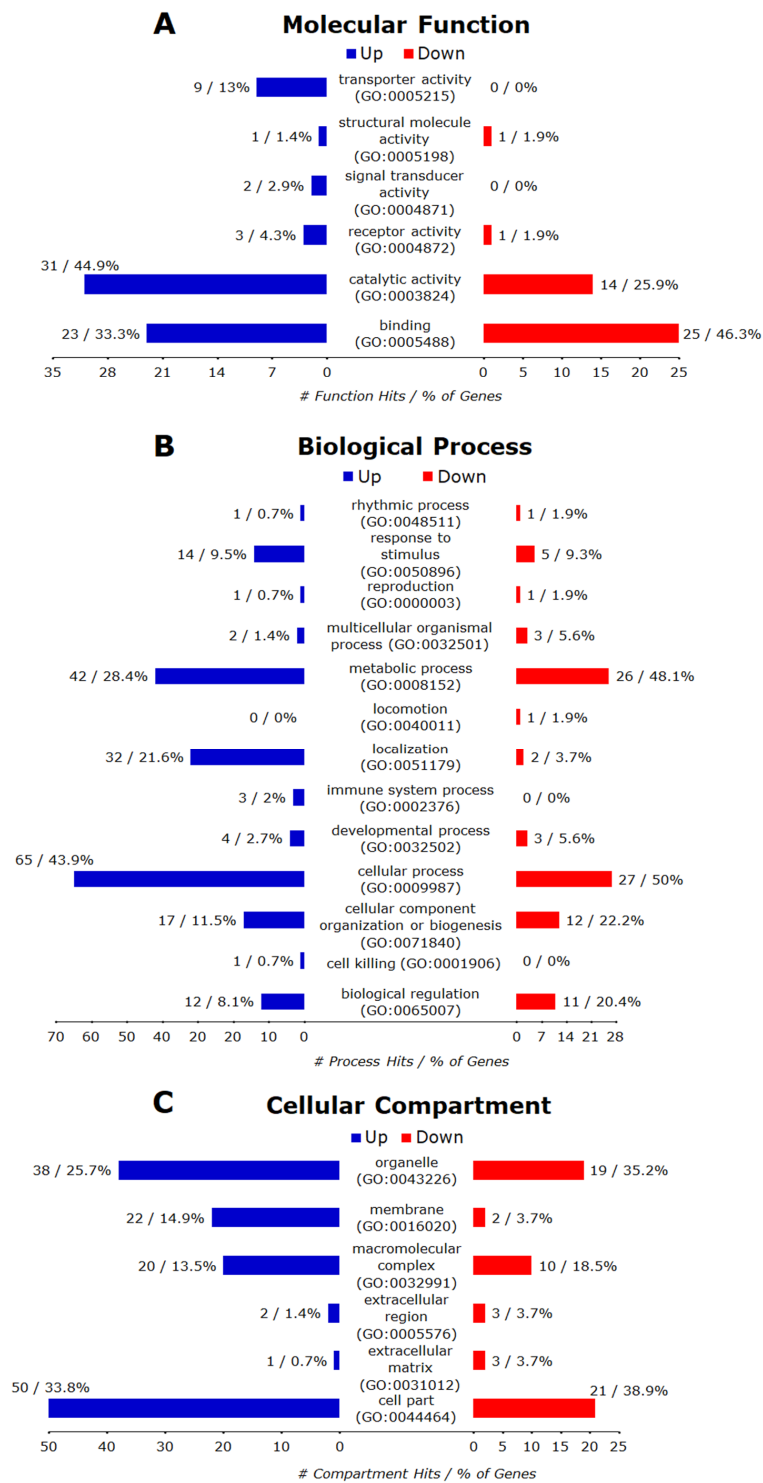 A Molecular Function
Up Down
9 / 13% transporter activity 0 / 0%
(GO:0005215)
1 / 1.4% structural molecule 1 / 1.9%
activity
(GO:0005198)
2 / 2.9% signal transducer 0 / 0%
activity
(GO:0004871)
3 / 4.3% receptor activity 1 / 1.9%
(GO:0004872)
31 / 44.9% catalytic activity 14 / 25.9%
(GO:0003824)
23 / 33.3% binding 25 / 46.3%
(GO:0005488)
35 28 21 14 7 0 0 5 10 15 20 25
# Function Hits / % of Genes
B Biological Process
Up Down
1 / 0.7% rhythmic process 1 / 1.9%
(GO:0048511)
14 / 9.5% response to 5 / 9.3%
stimulus
(GO:0050896)
1 / 0.7% reproduction 1 / 1.9%
(GO:0000003)
2 / 1.4% multicellular organismal 3 / 5.6%
process (GO:0032501)
42 / 28.4% metabolic process 26 / 48.1%
(GO:0008152)
0 / 0% locomotion 1 / 1.9%
(GO:0040011)
32 / 21.6% localization 2 / 3.7%
(GO:0051179)
3 / 2% immune system process 0 / 0%
(GO:0002376)
4 / 2.7% developmental process 3 / 5.6%
(GO:0032502)
65 / 43.9% cellular process 27 / 50%
(GO:0009987)
17 / 11.5% cellular component 12 / 22.2%
organization or biogenesis
(GO:0071840)
1 / 0.7% cell killing (GO:0001906) 0 / 0%
12 / 8.1% biological regulation 11 / 20.4%
(GO:0065007)
70 60 50 40 30 20 10 0 0 7 14 21 28
# Process Hits / % of Genes
C Cellular Compartment
Up Down
38 / 25.7% organelle 19 / 35.2%
(GO:0043226)
22 / 14.9% membrane 2 / 3.7%
(GO:0016020)
20 / 13.5% macromolecular 10 / 18.5%
complex
(GO:0032991)
2 / 1.4% extracellular 3 / 3.7%
region
(GO:0005576)
1 / 0.7% extracellular 3 / 3.7%
matrix
(GO:0031012)
50 / 33.8% cell part 21 / 38.9%
(GO:0044464)
50 40 30 20 10 0 0 5 10 15 20 25
# Compartment Hits / % of Genes